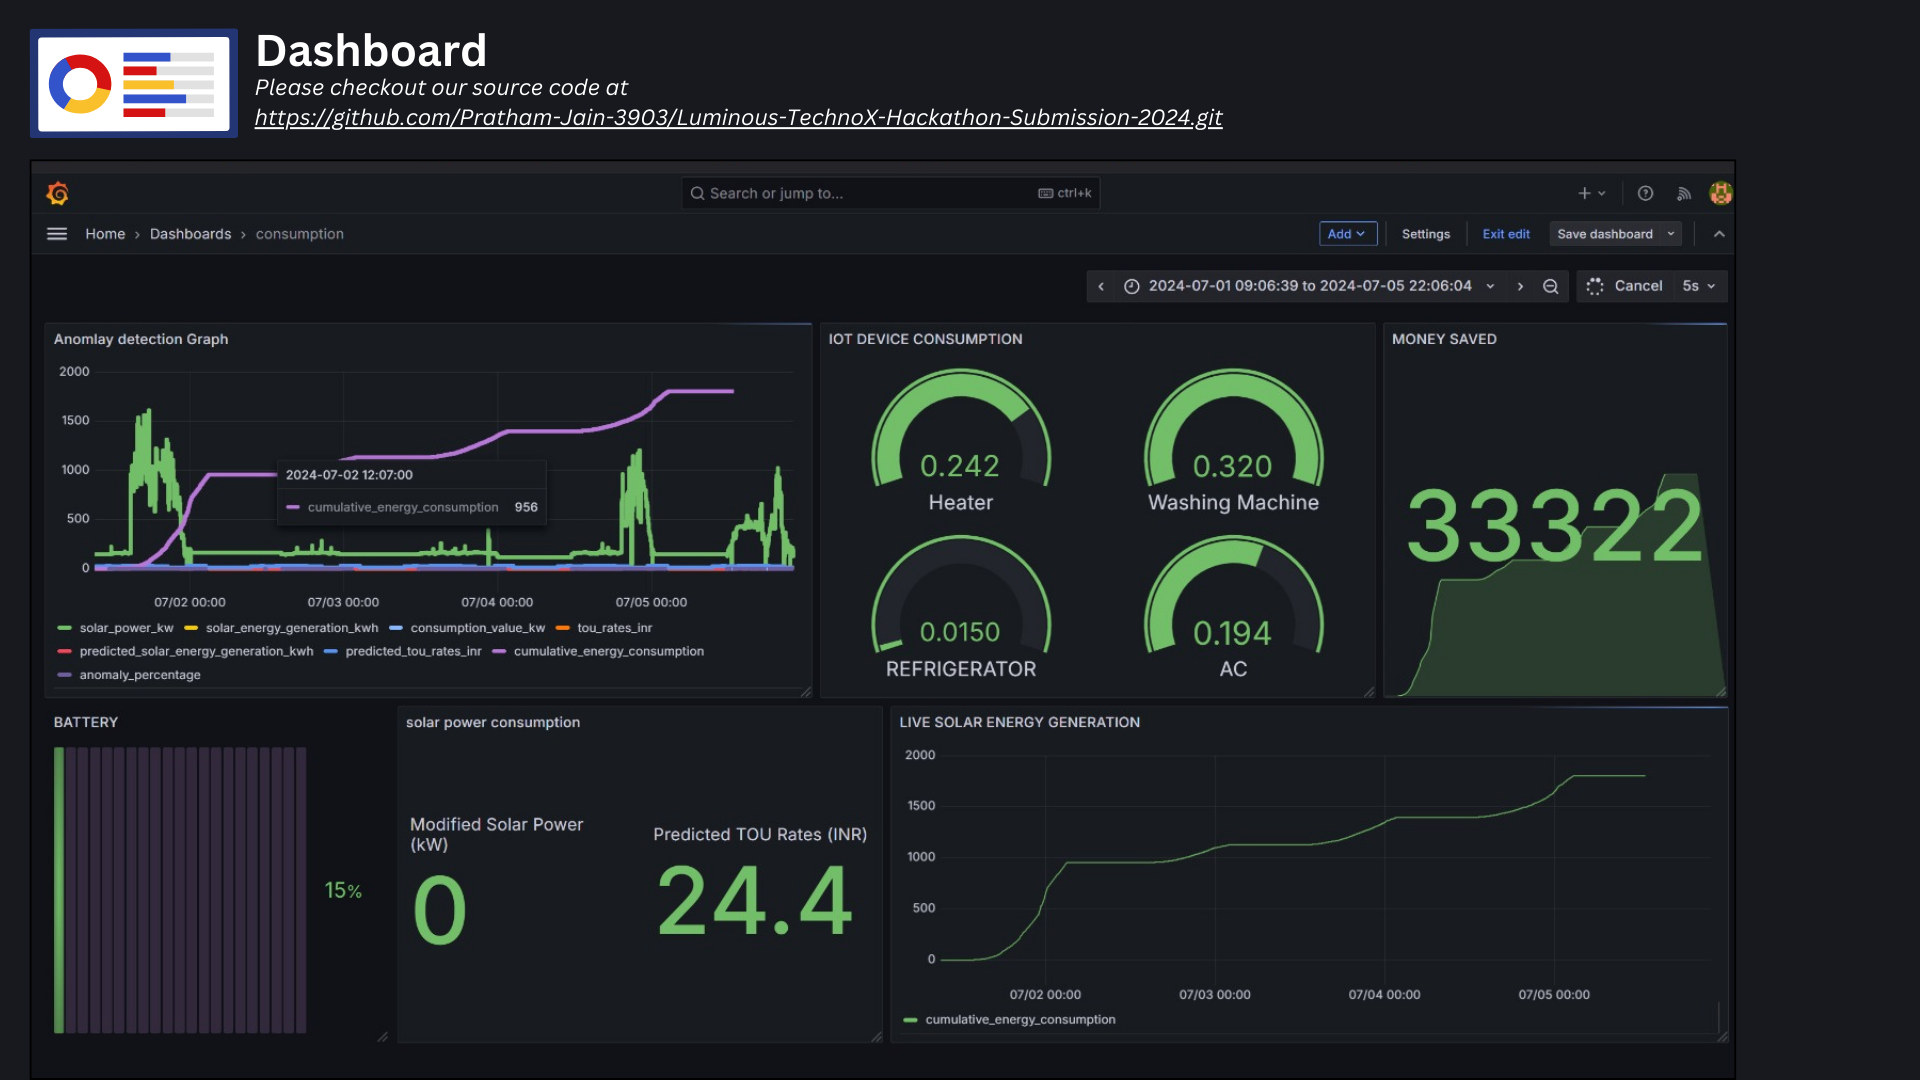 Dashboard
Please checkout our source code at
https://github.com/Pratham-Jain-3903/Luminous-TechnoX-Hackathon-Submission-2024.git
Search or jump to... ctrl+k
Home › Dashboards › consumption
Add Settings Exit edit Save dashboard
2024-07-01 09:06:39 to 2024-07-05 22:06:04 Cancel 5s
Anomlay detection Graph
2000
1500
1000
500
0
2024-07-02 12:07:00
cumulative_energy_consumption 956
07/02 00:00 07/03 00:00 07/04 00:00 07/05 00:00
solar_power_kw solar_energy_generation_kwh consumption_value_kw tou_rates_inr
predicted_solar_energy_generation_kwh predicted_tou_rates_inr cumulative_energy_consumption
anomaly_percentage
IOT DEVICE CONSUMPTION
0.242
Heater
0.320
Washing Machine
0.0150
REFRIGERATOR
0.194
AC
MONEY SAVED
33322
BATTERY
15%
solar power consumption
Modified Solar Power
(kW)
0
Predicted TOU Rates (INR)
24.4
LIVE SOLAR ENERGY GENERATION
2000
1500
1000
500
0
07/02 00:00 07/03 00:00 07/04 00:00 07/05 00:00
cumulative_energy_consumption